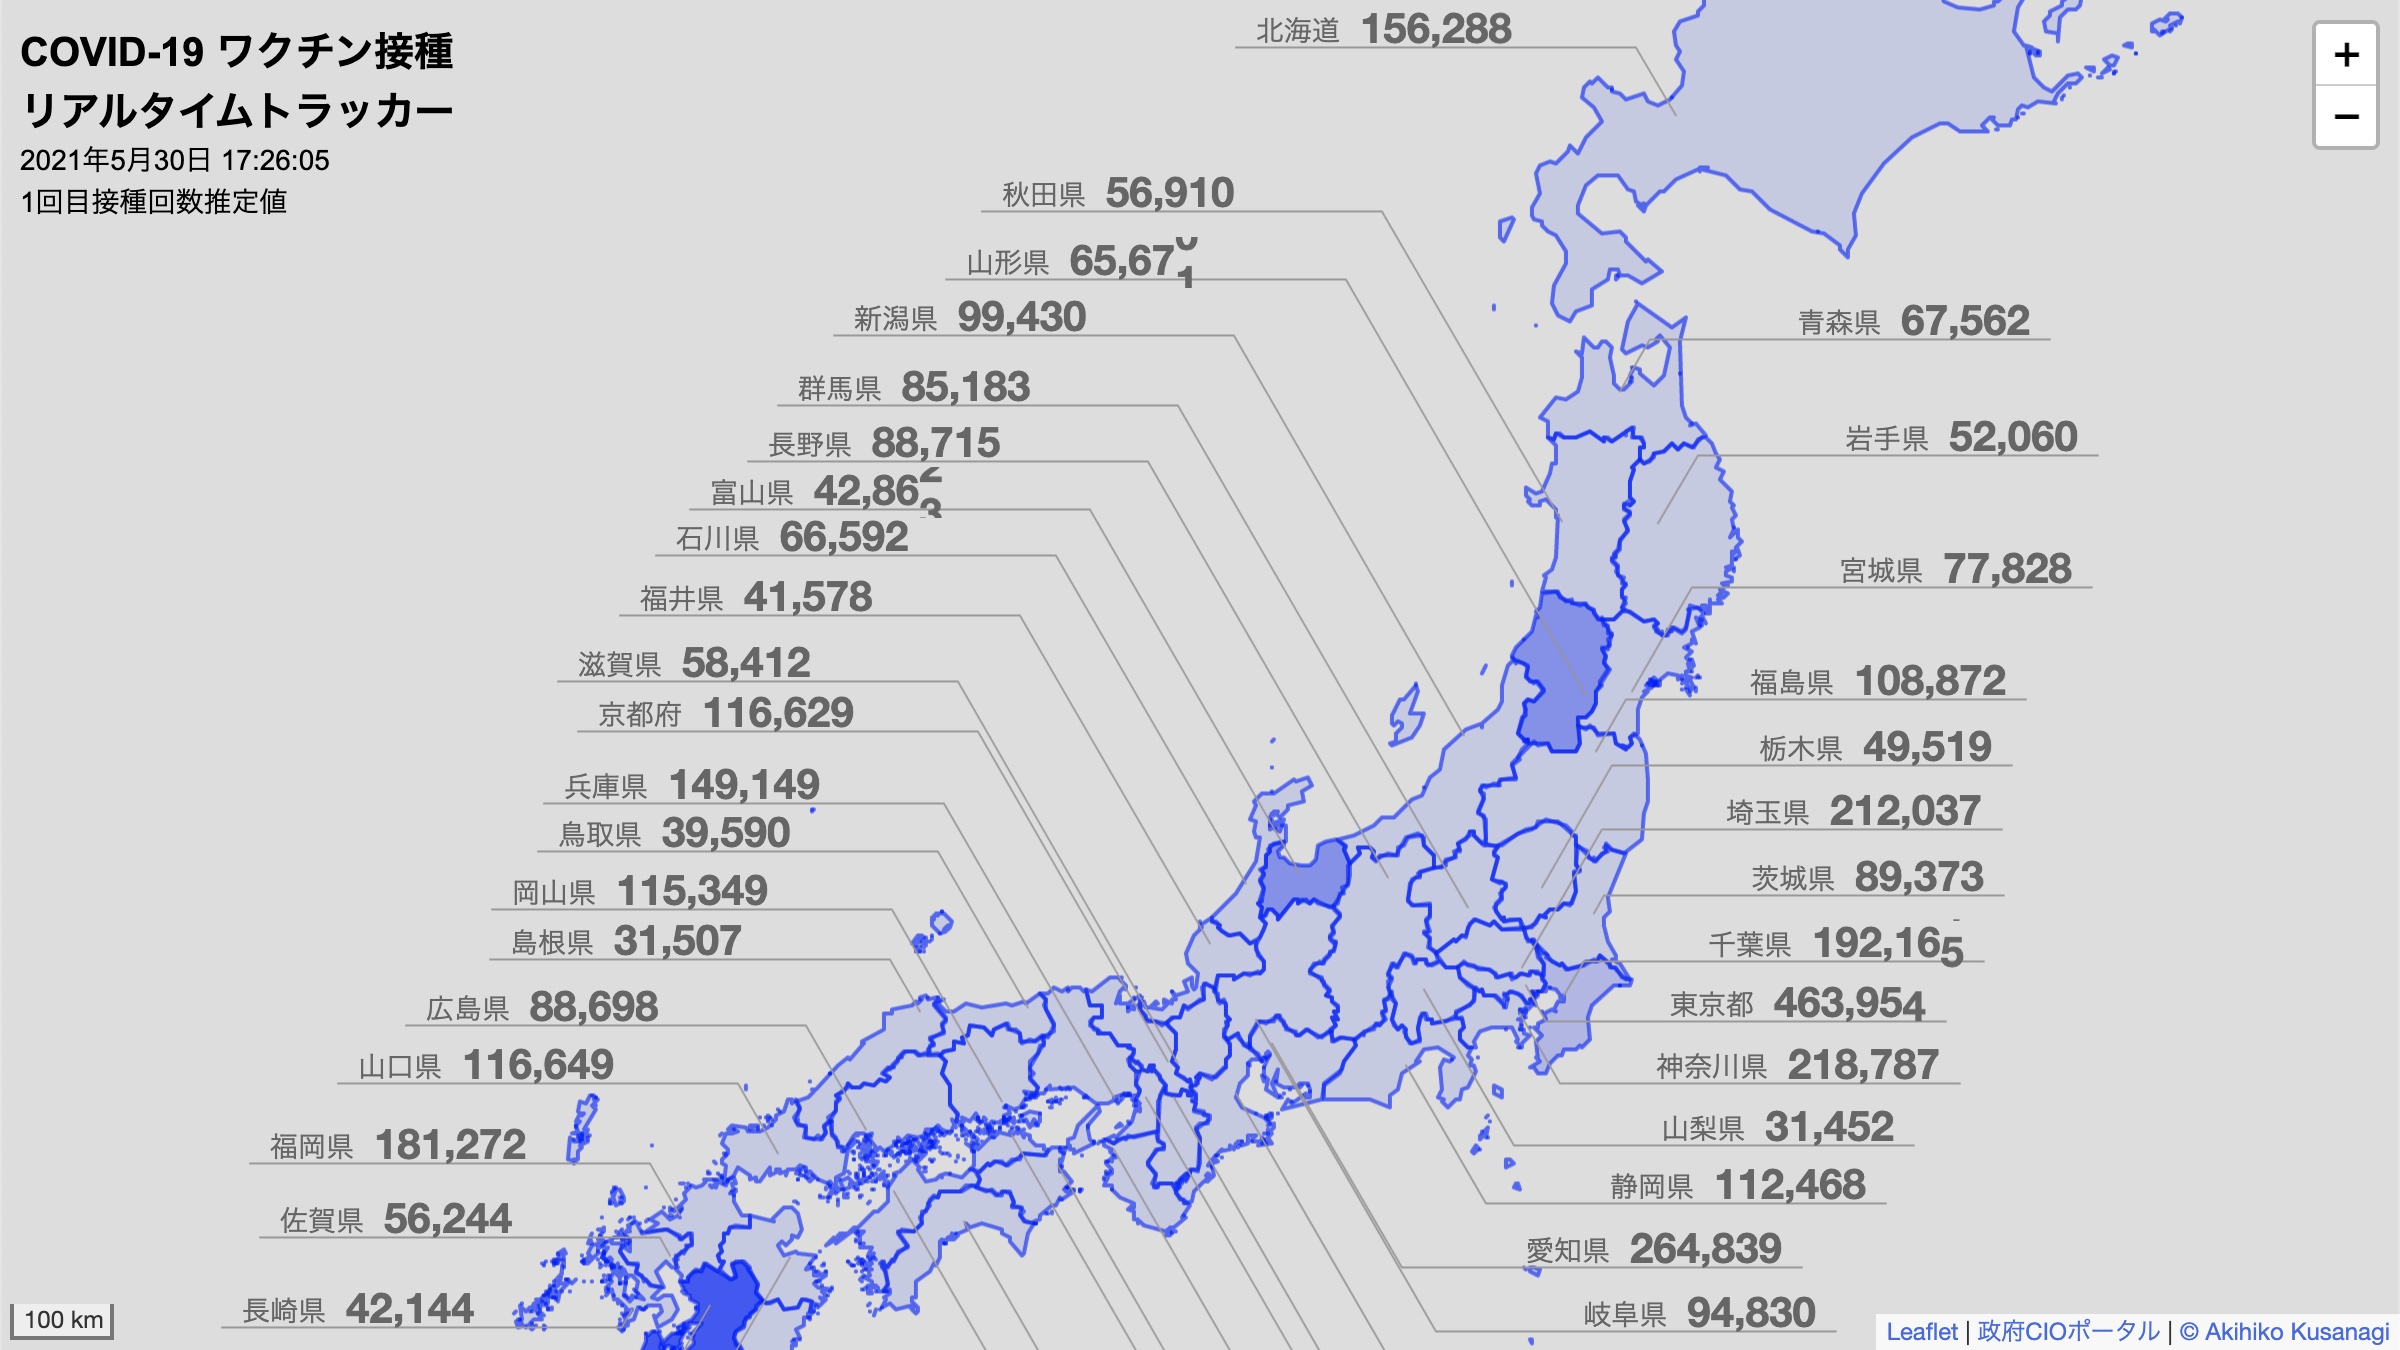 COVID-19 ワクチン接種
リアルタイムトラッカー
2021年5月30日 17:26:05
1回目接種回数推定値
北海道 156,288
秋田県 56,910
山形県 65,671
新潟県 99,430
群馬県 85,183
長野県 88,715
富山県 42,863
石川県 66,592
福井県 41,578
滋賀県 58,412
京都府 116,629
兵庫県 149,149
鳥取県 39,590
岡山県 115,349
島根県 31,507
広島県 88,698
山口県 116,649
福岡県 181,272
佐賀県 56,244
長崎県 42,144
青森県 67,562
岩手県 52,060
宮城県 77,828
福島県 108,872
栃木県 49,519
埼玉県 212,037
茨城県 89,373
千葉県 192,165
東京都 463,954
神奈川県 218,787
山梨県 31,452
静岡県 112,468
愛知県 264,839
岐阜県 94,830
+
−
100 km
Leaflet | 政府CIOポータル | © Akihiko Kusanagi